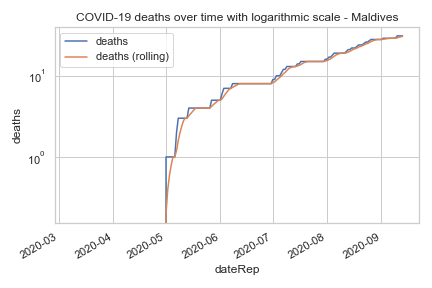 COVID-19 deaths over time with logarithmic scale - Maldives
deaths
deaths (rolling)
10¹
10⁰
deaths
2020-03
2020-04
2020-05
2020-06
2020-07
2020-08
2020-09
dateRep